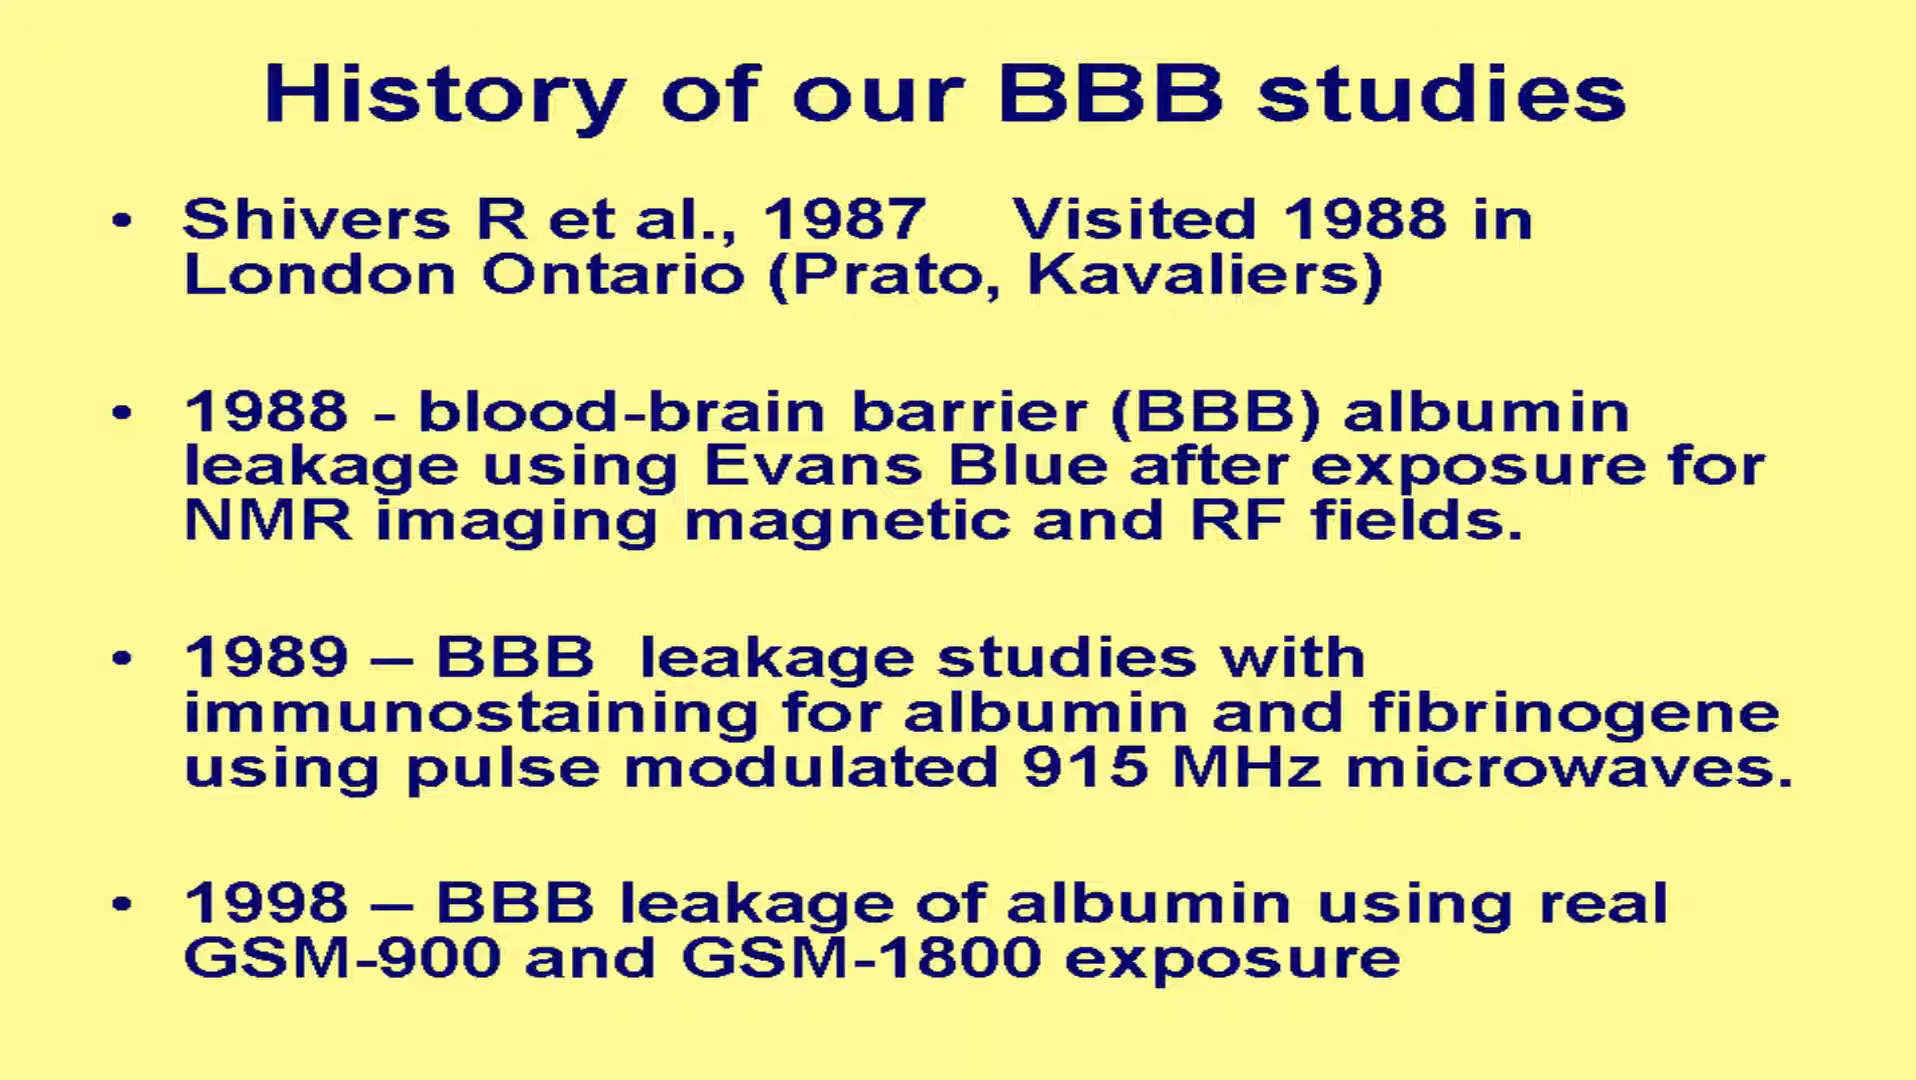 History of our BBB studies
• Shivers R et al., 1987 Visited 1988 in
London Ontario (Prato, Kavaliers)
• 1988 - blood-brain barrier (BBB) albumin
leakage using Evans Blue after exposure for
NMR imaging magnetic and RF fields.
• 1989 – BBB leakage studies with
immunostaining for albumin and fibrinogene
using pulse modulated 915 MHz microwaves.
• 1998 – BBB leakage of albumin using real
GSM-900 and GSM-1800 exposure